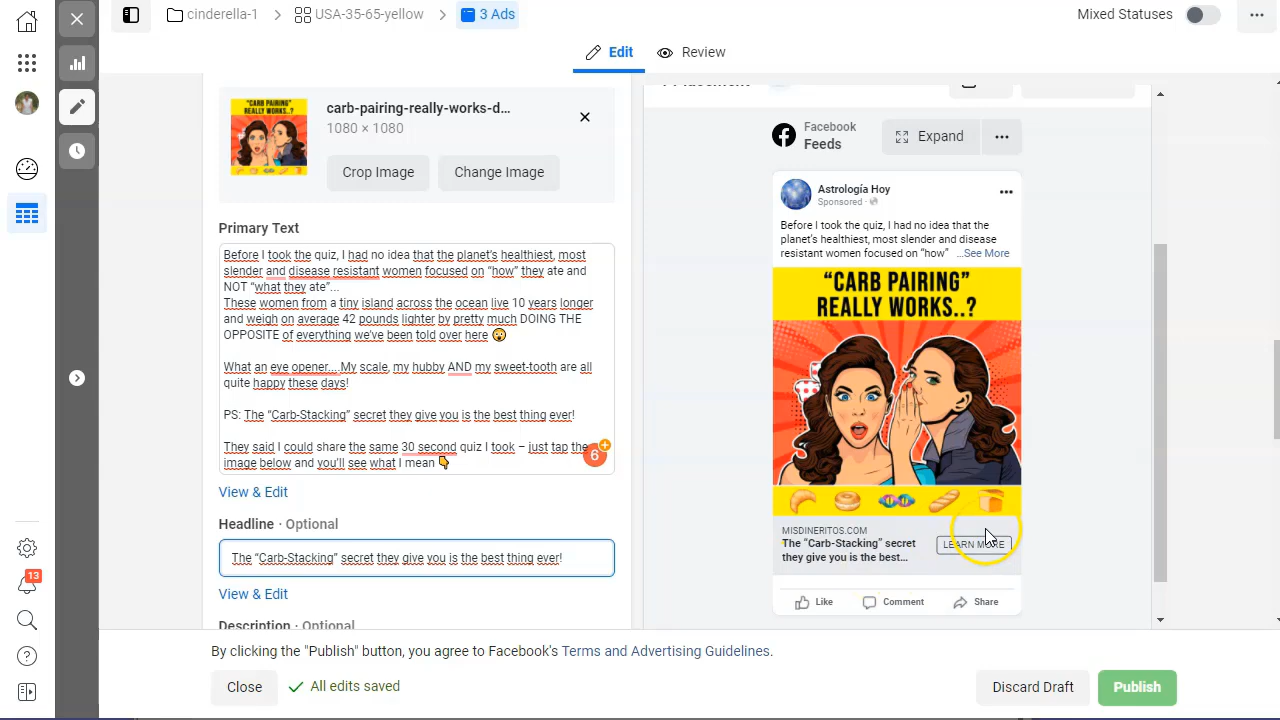 cinderella-1 > USA-35-65-yellow > 3 Ads
Mixed Statuses
Edit
Review
carb-pairing-really-works-d...
1080 × 1080
Crop Image
Change Image
"CARB PAIRING"
REALLY WORKS..?
Primary Text
Before I took the quiz, I had no idea that the planet's healthiest, most
slender and disease resistant women focused on "how" they ate and
NOT "what they ate"...
These women from a tiny island across the ocean live 10 years longer
and weigh on average 42 pounds lighter by pretty much DOING THE
OPPOSITE of everything we've been told over here 😮
What an eye opener....My scale, my hubby AND my sweet-tooth are all
quite happy these days!
PS: The "Carb-Stacking" secret they give you is the best thing ever!
They said I could share the same 30 second quiz I took – just tap the
image below and you'll see what I mean 👇
6
View & Edit
Headline · Optional
The "Carb-Stacking" secret they give you is the best thing ever!
View & Edit
Description · Optional
Facebook
Feeds
Expand
Astrología Hoy
Sponsored ·
Before I took the quiz, I had no idea that the
planet's healthiest, most slender and disease
resistant women focused on "how" ...See More
"CARB PAIRING"
REALLY WORKS..?
MISDINERITOS.COM
The "Carb-Stacking" secret
they give you is the best...
LEARN MORE
Like
Comment
Share
13
By clicking the "Publish" button, you agree to Facebook's Terms and Advertising Guidelines.
Close
All edits saved
Discard Draft
Publish